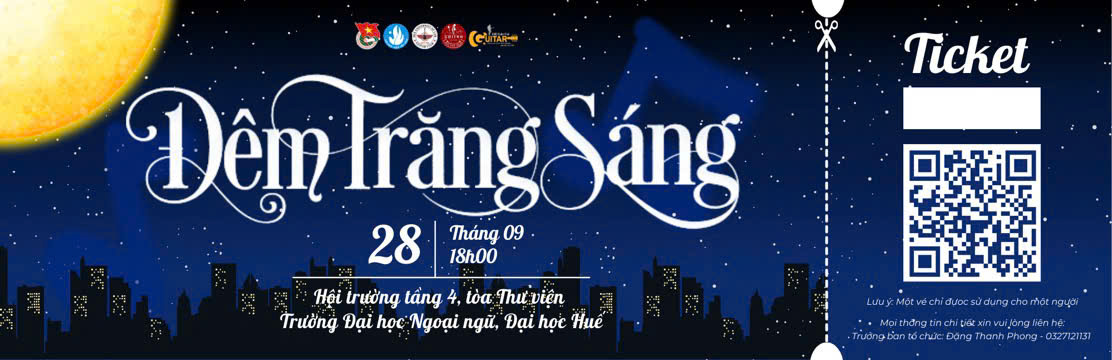 Đêm Trăng Sáng
28
Tháng 09
18h00
Hội trường tầng 4, tòa Thư viện
Trường Đại học Ngoại ngữ, Đại học Huế
Ticket
Lưu ý: Một vé chỉ được sử dụng cho một người
Mọi thông tin chi tiết xin vui lòng liên hệ:
Trưởng ban tổ chức: Đặng Thanh Phong - 0327121131